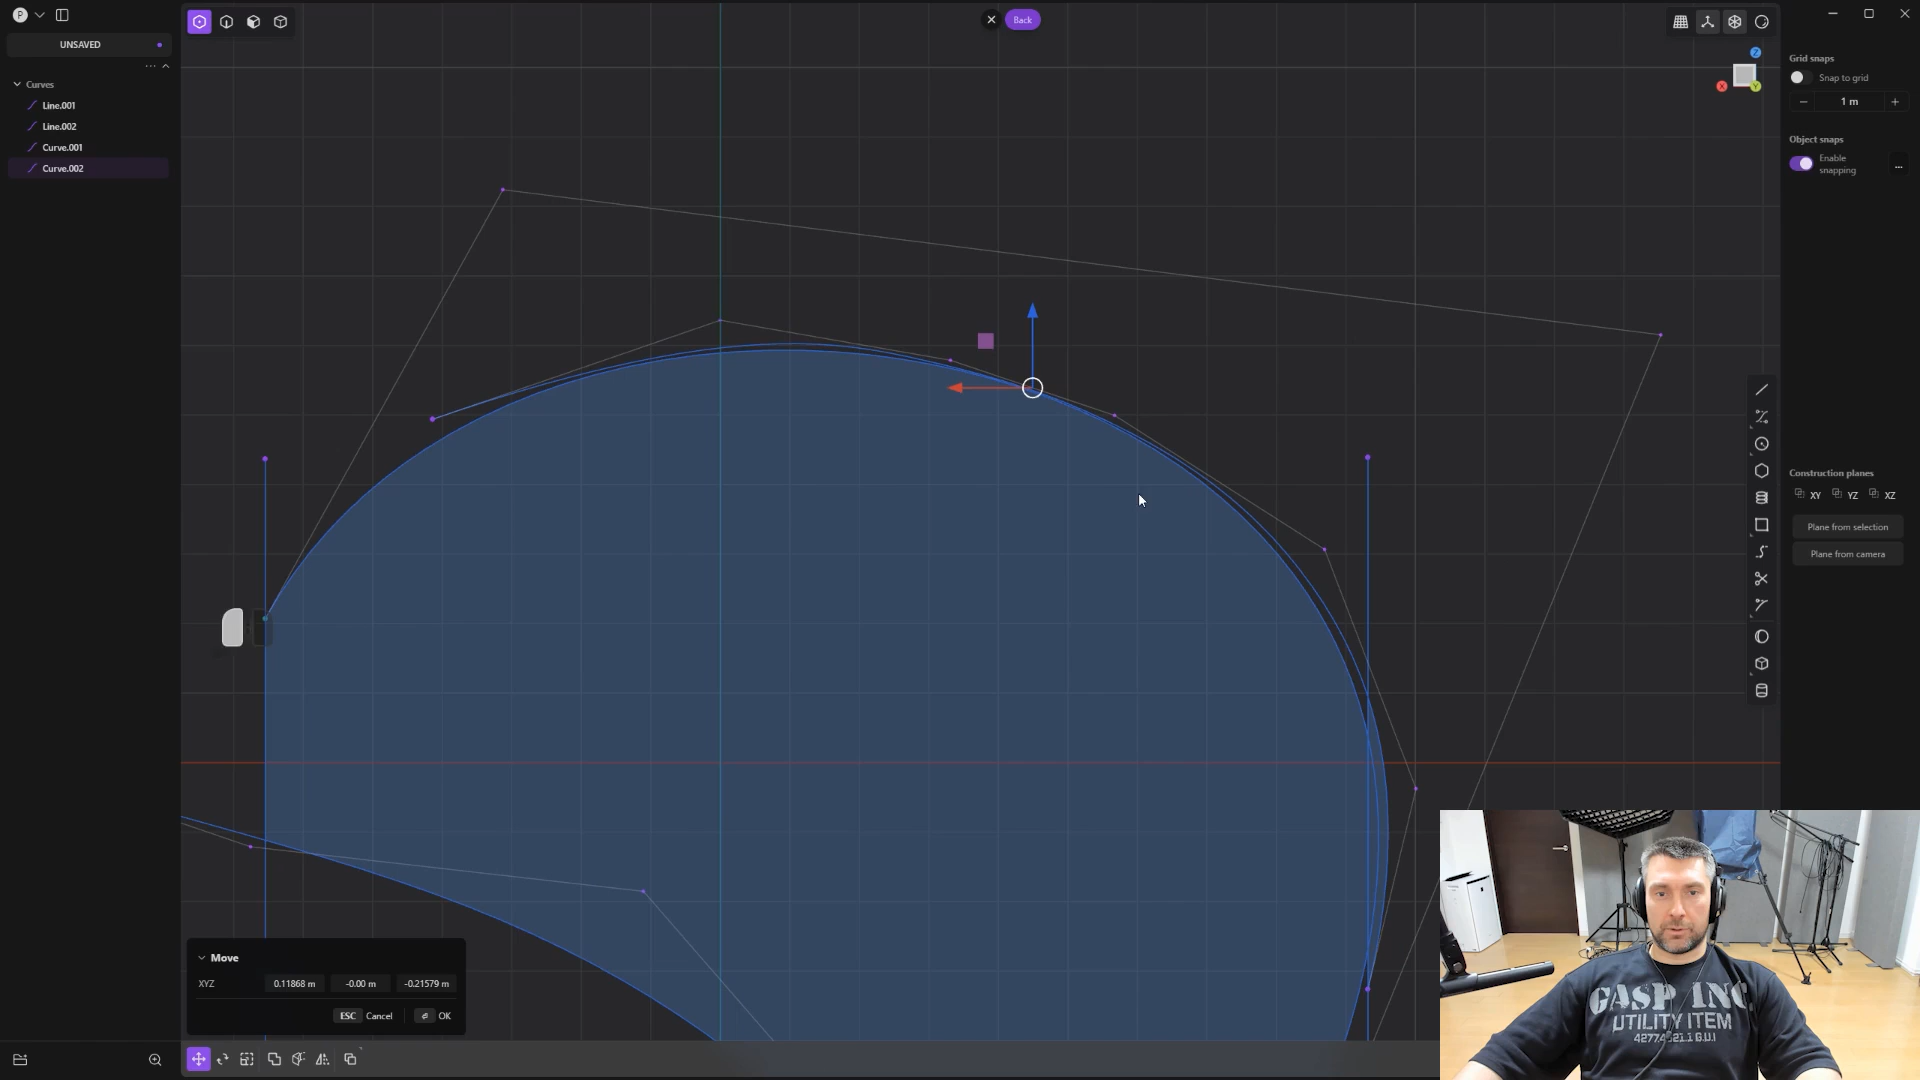 P
UNSAVED
Curves
Line.001
Line.002
Curve.001
Curve.002
Back
Z
X
Y
Grid snaps
Snap to grid
1 m
Object snaps
Enable
snapping
Construction planes
XY
YZ
XZ
Plane from selection
Plane from camera
Move
XYZ
0.11868 m
-0.00 m
-0.21579 m
ESC
Cancel
OK
GASP INC.
UTILITY ITEM